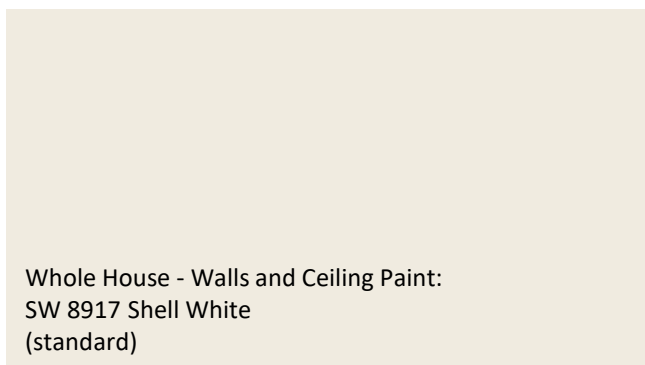 Whole House - Walls and Ceiling Paint:
SW 8917 Shell White
(standard)